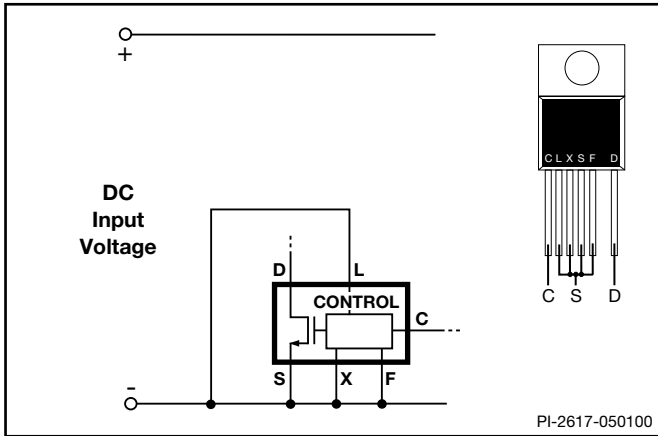 +
DC
Input
Voltage
D
L
CONTROL
C
S
X
F
-
C L X S F D
C S D
PI-2617-050100